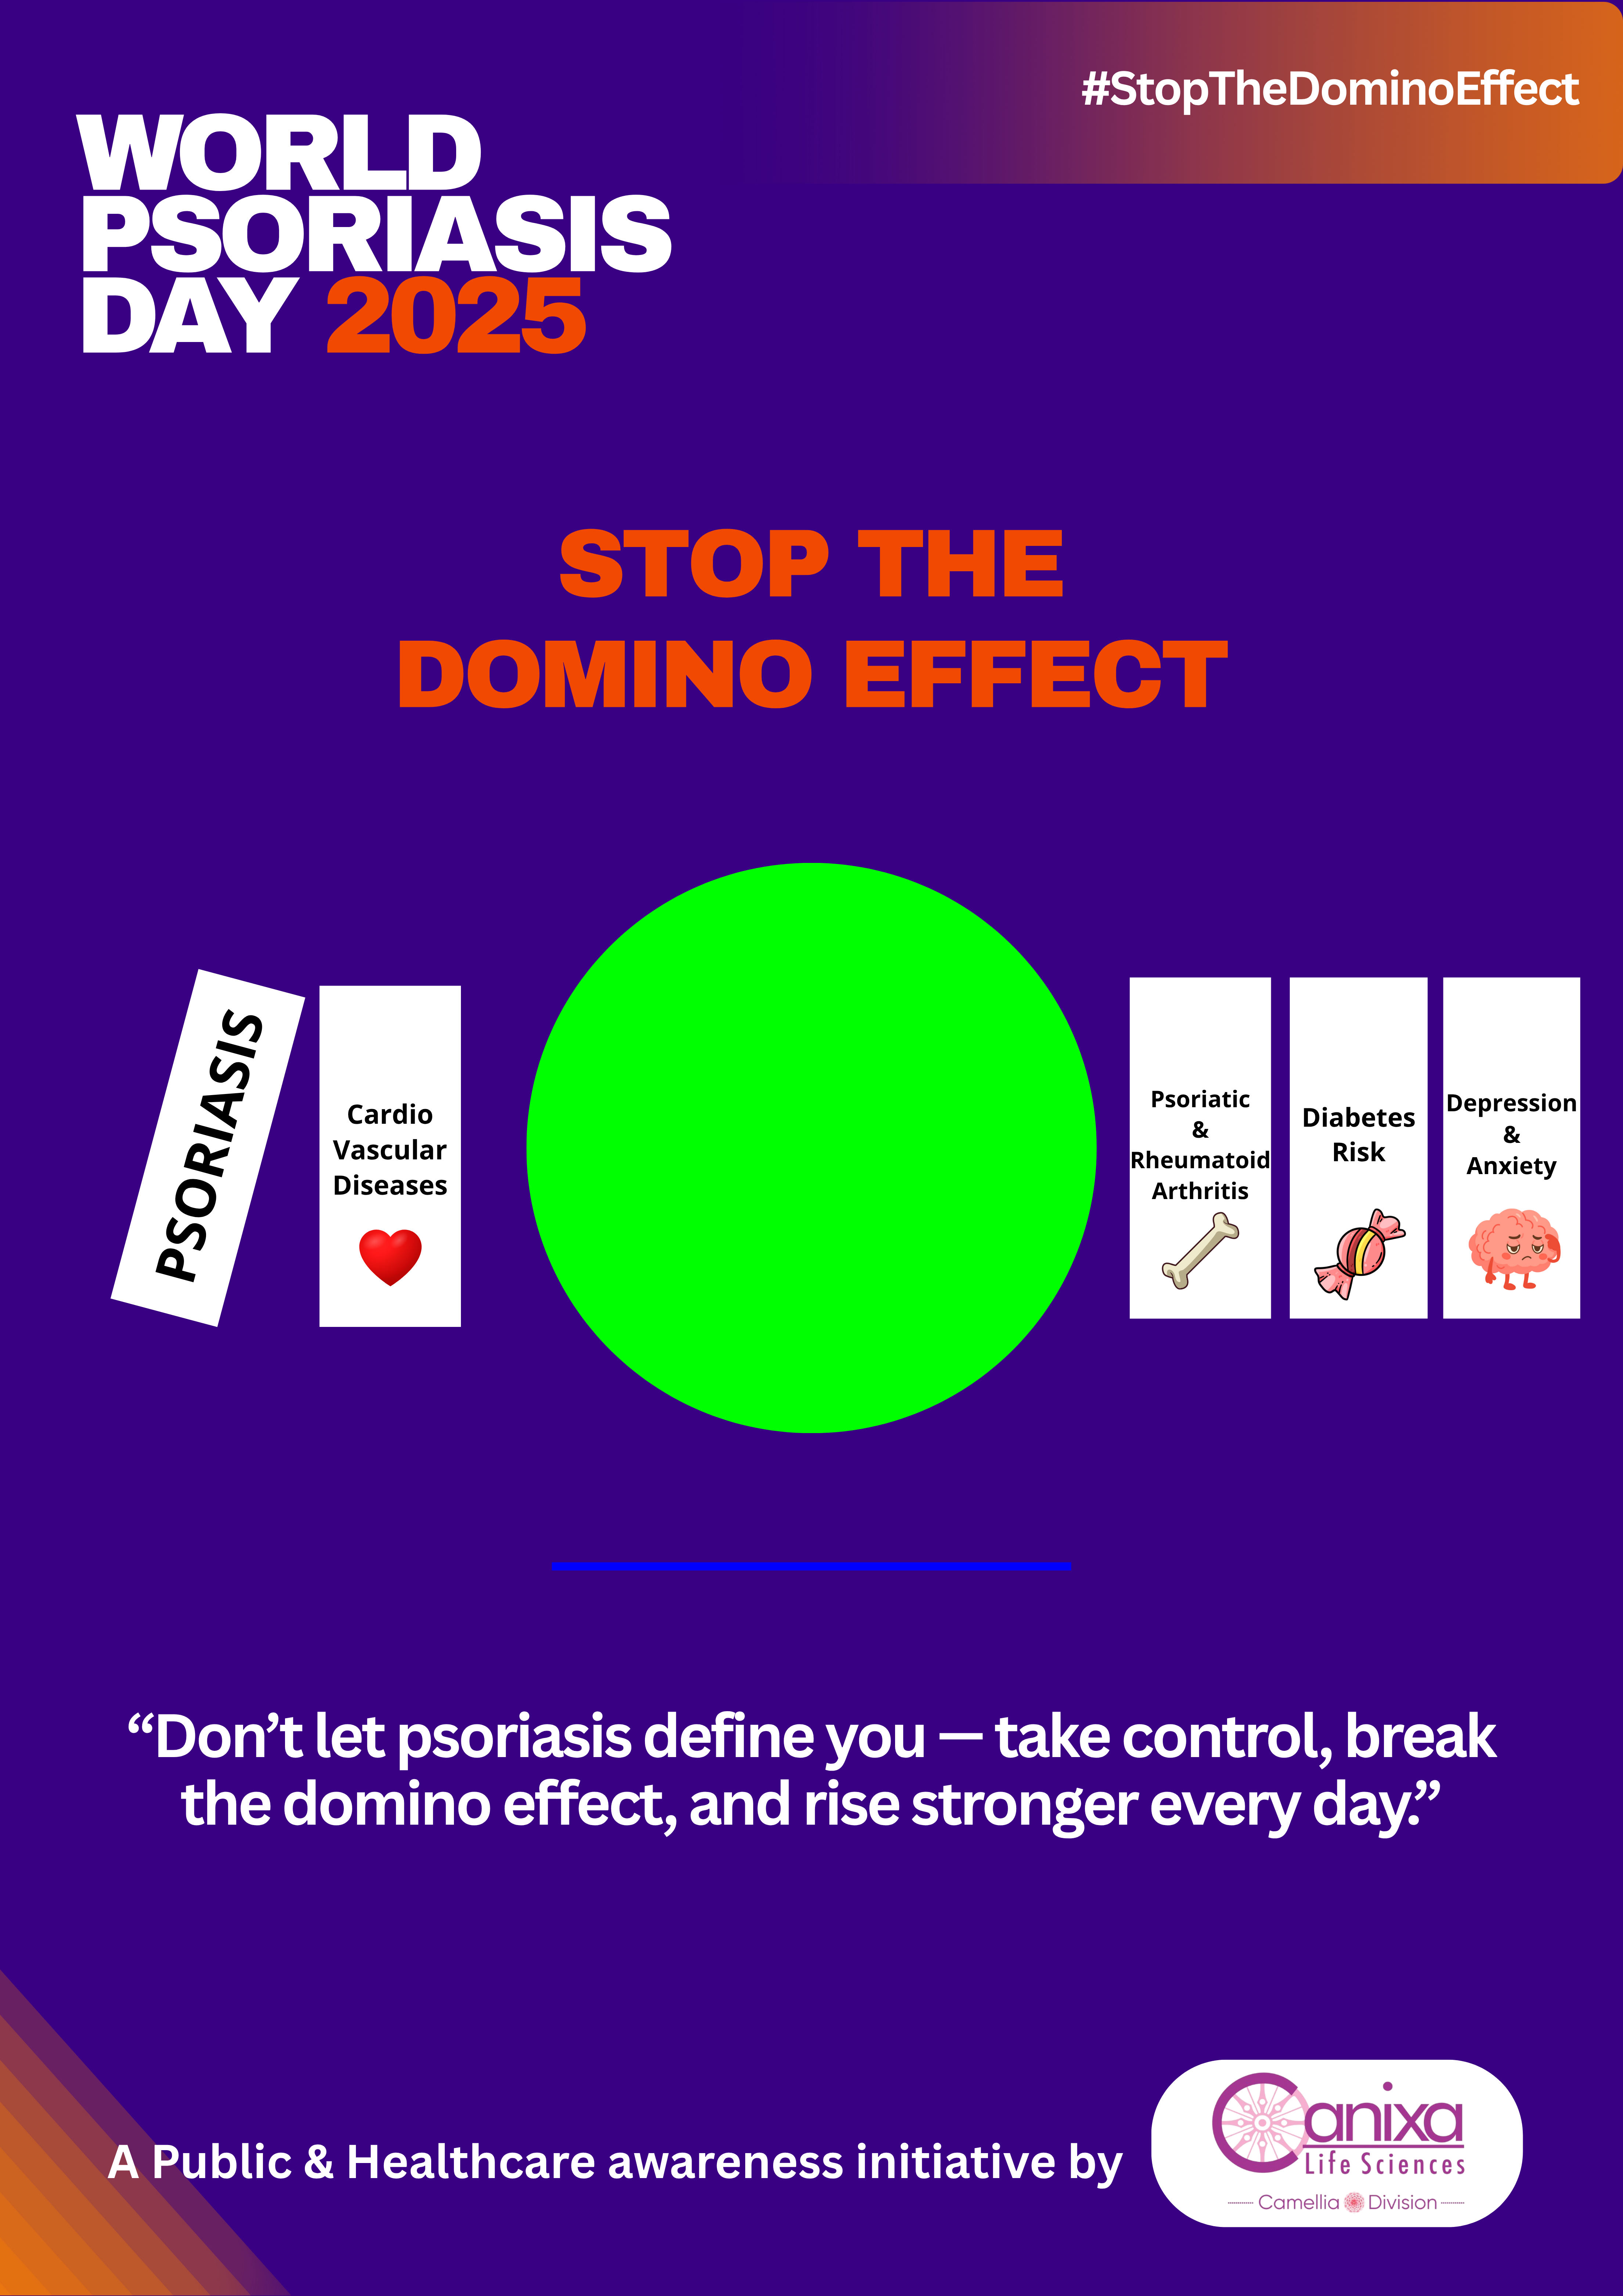 #StopTheDominoEffect
WORLD
PSORIASIS
DAY 2025
STOP THE
DOMINO EFFECT
PSORIASIS
Cardio
Vascular
Diseases
Psoriatic
&
Rheumatoid
Arthritis
Diabetes
Risk
Depression
&
Anxiety
“Don’t let psoriasis define you — take control, break
the domino effect, and rise stronger every day.”
A Public & Healthcare awareness initiative by
Canixa
Life Sciences
Camellia Division